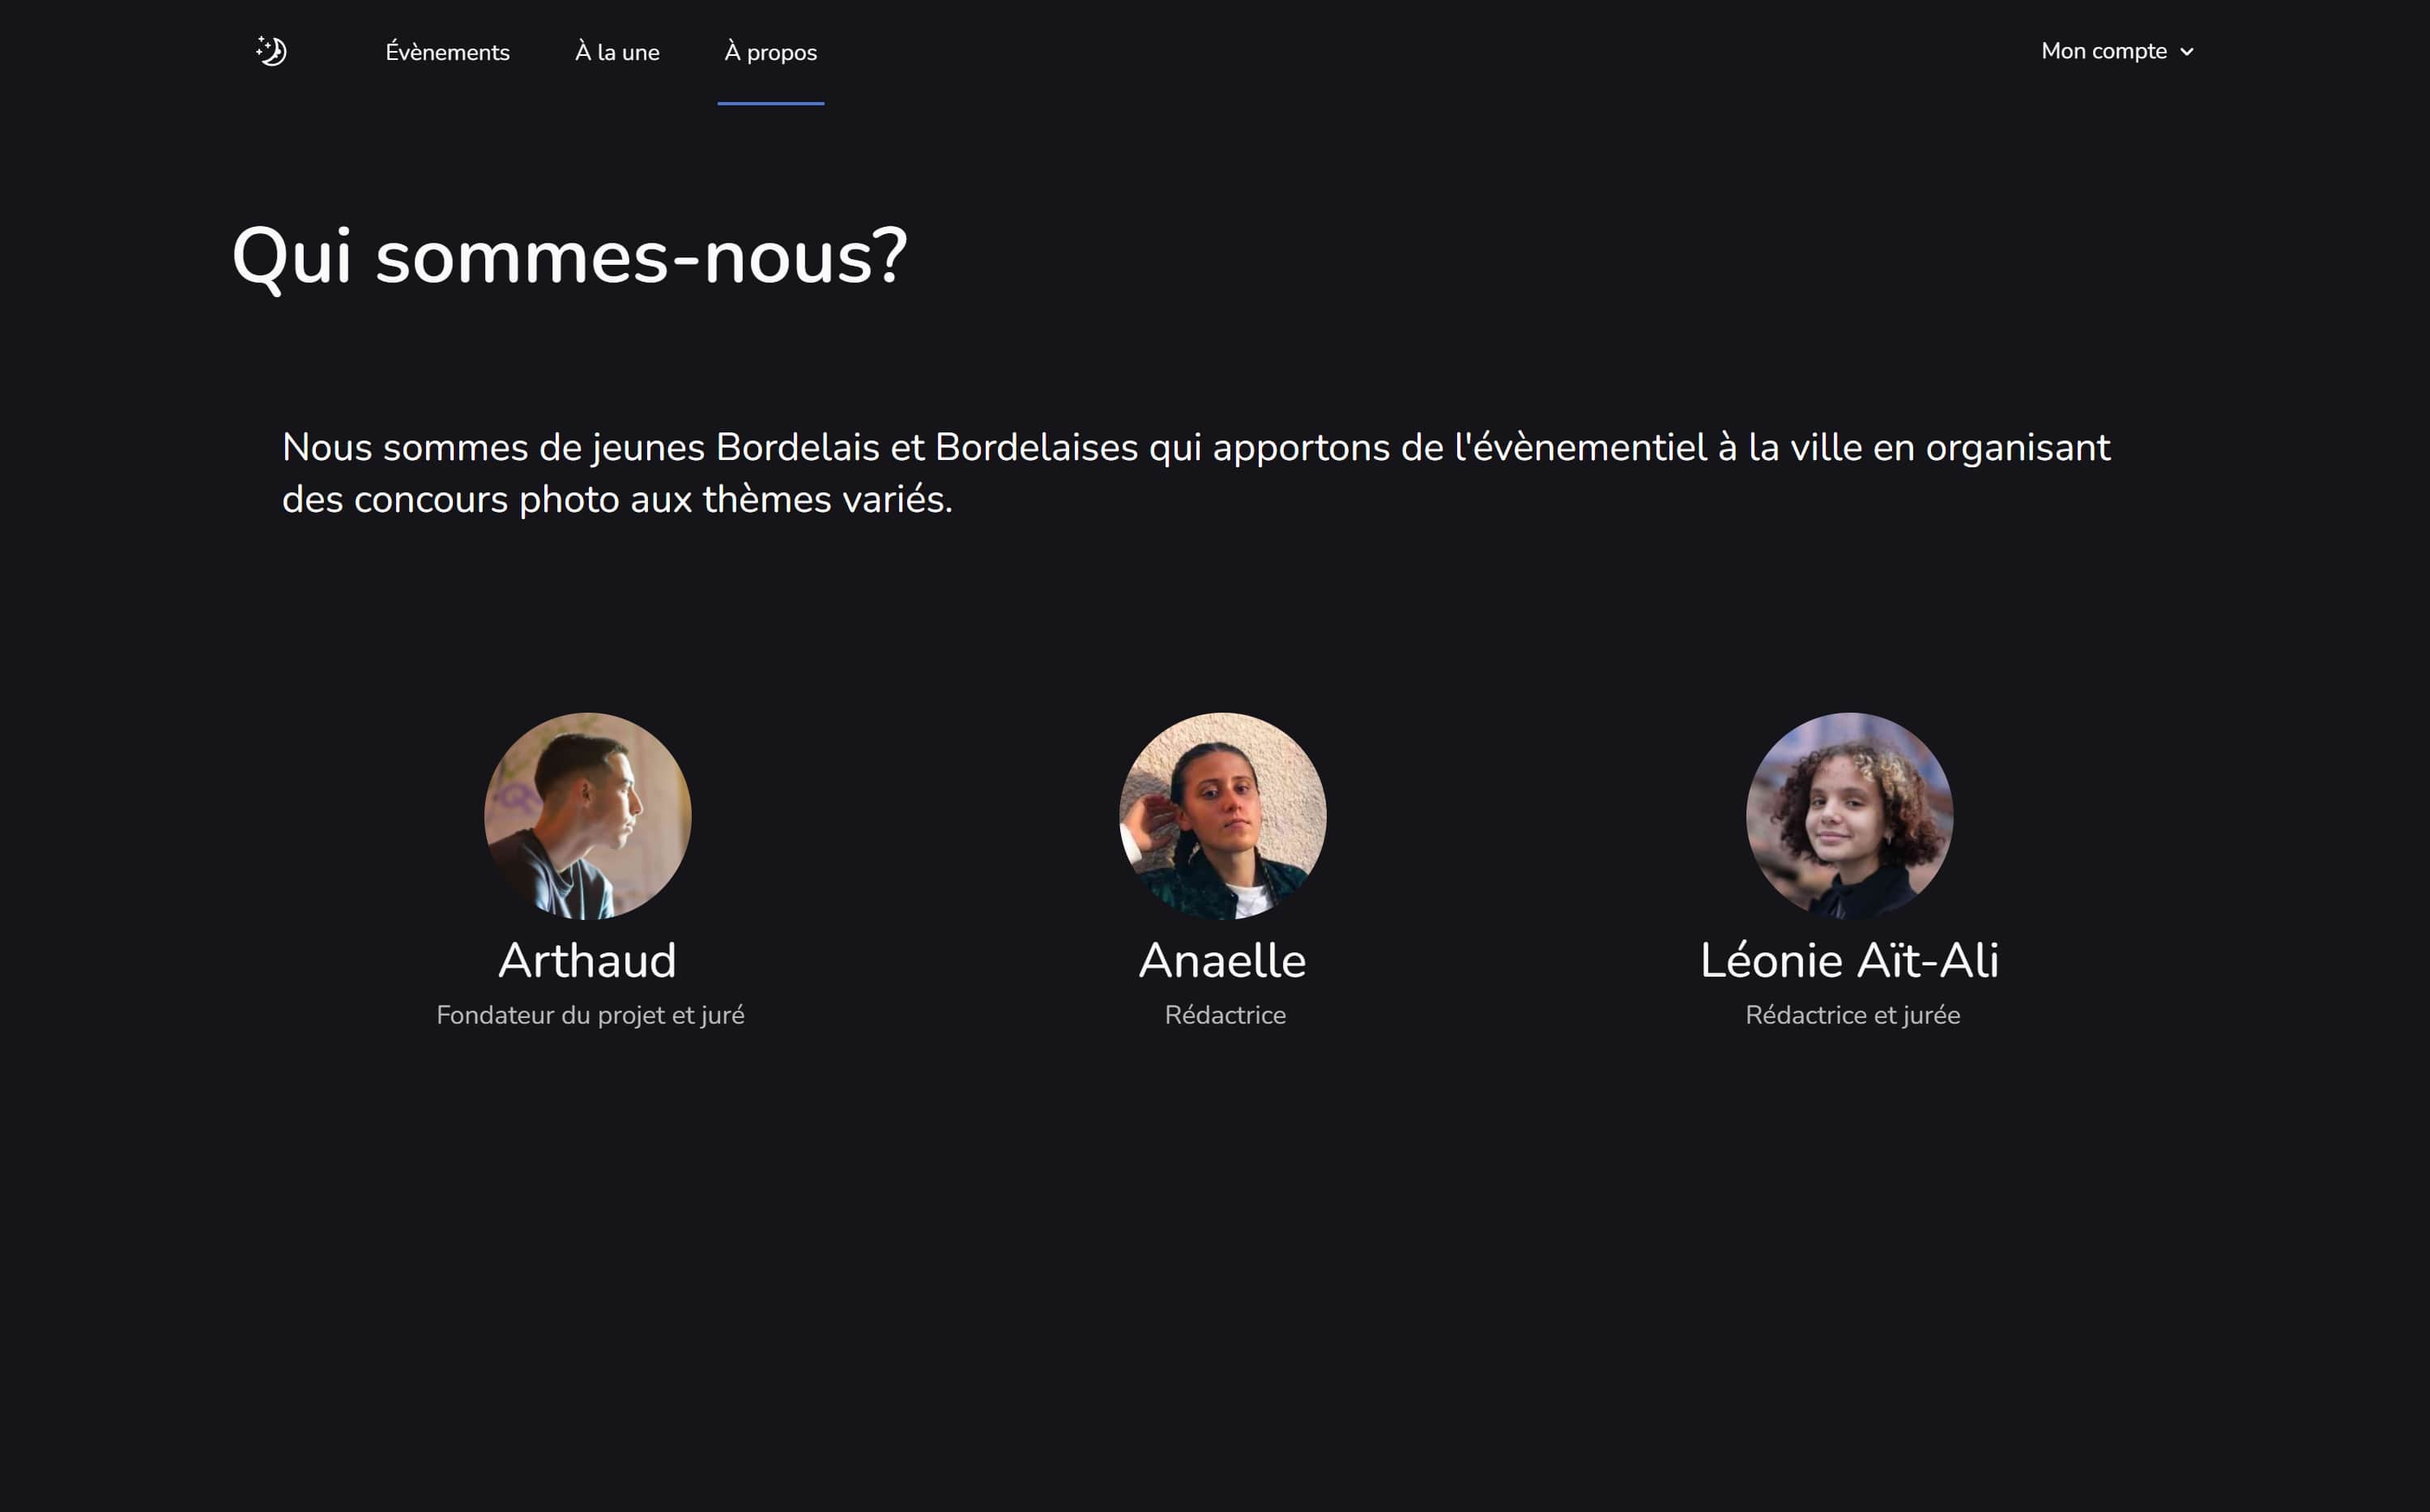 Évènements À la une À propos Mon compte
Qui sommes-nous?
Nous sommes de jeunes Bordelais et Bordelaises qui apportons de l'évènementiel à la ville en organisant
des concours photo aux thèmes variés.
Arthaud
Fondateur du projet et juré
Anaelle
Rédactrice
Léonie Aït-Ali
Rédactrice et jurée